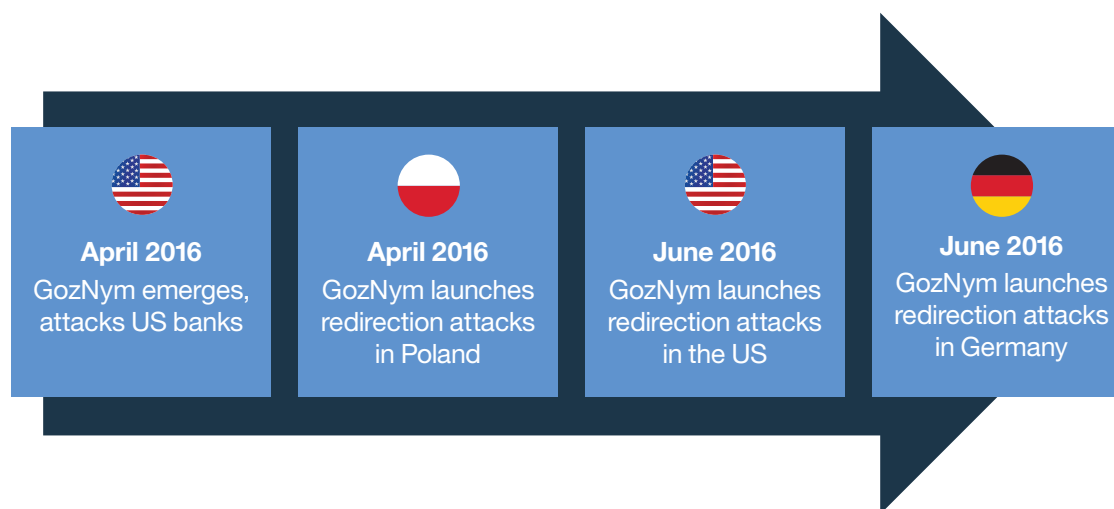 April 2016
GozNym emerges,
attacks US banks
April 2016
GozNym launches
redirection attacks
in Poland
June 2016
GozNym launches
redirection attacks
in the US
June 2016
GozNym launches
redirection attacks
in Germany